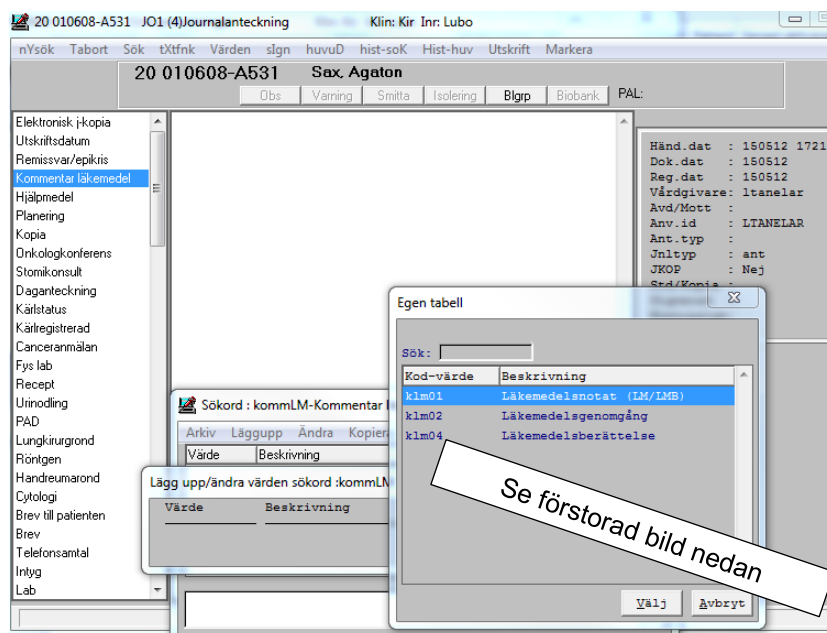 20 010608-A531 JO1 (4)Journalanteckning Klin: Kir Inr: Lubo
nYsök Tabort Sök tXtfnk Värden sIgn huvuD hist-soK Hist-huv Utskrift Markera
20 010608-A531 Sax, Agaton
Obs Varning Smitta Isolering Blgrp Biobank PAL:
Elektronisk j-kopia
Utskriftsdatum
Remissvar/epikris
Kommentar läkemedel
Hjälpmedel
Planering
Kopia
Onkologkonferens
Stomikonsult
Daganteckning
Kärlstatus
Kärlregistrerad
Canceranmälan
Fys lab
Recept
Urinodling
PAD
Lungkirurgrond
Röntgen
Handreumarond
Cytologi
Brev till patienten
Brev
Telefonsamtal
Intyg
Lab
Händ.dat : 150512 1721
Dok.dat : 150512
Reg.dat : 150512
Vårdgivare: ltanelar
Avd/Mott :
Anv.id : LTANELAR
Ant.typ :
Jnltyp : ant
JKOP : Nej
Std/Kopia :
Sökord : kommLM-Kommentar
Arkiv Läggupp Ändra Kopiera
Värde Beskrivning
Lägg upp/ändra värden sökord :kommLM
Värde Beskrivning
Egen tabell
Sök:
Kod-värde Beskrivning
klm01 Läkemedelsnotat (LM/LMB)
klm02 Läkemedelsgenomgång
klm04 Läkemedelsberättelse
Se förstorad bild nedan
Välj Avbryt